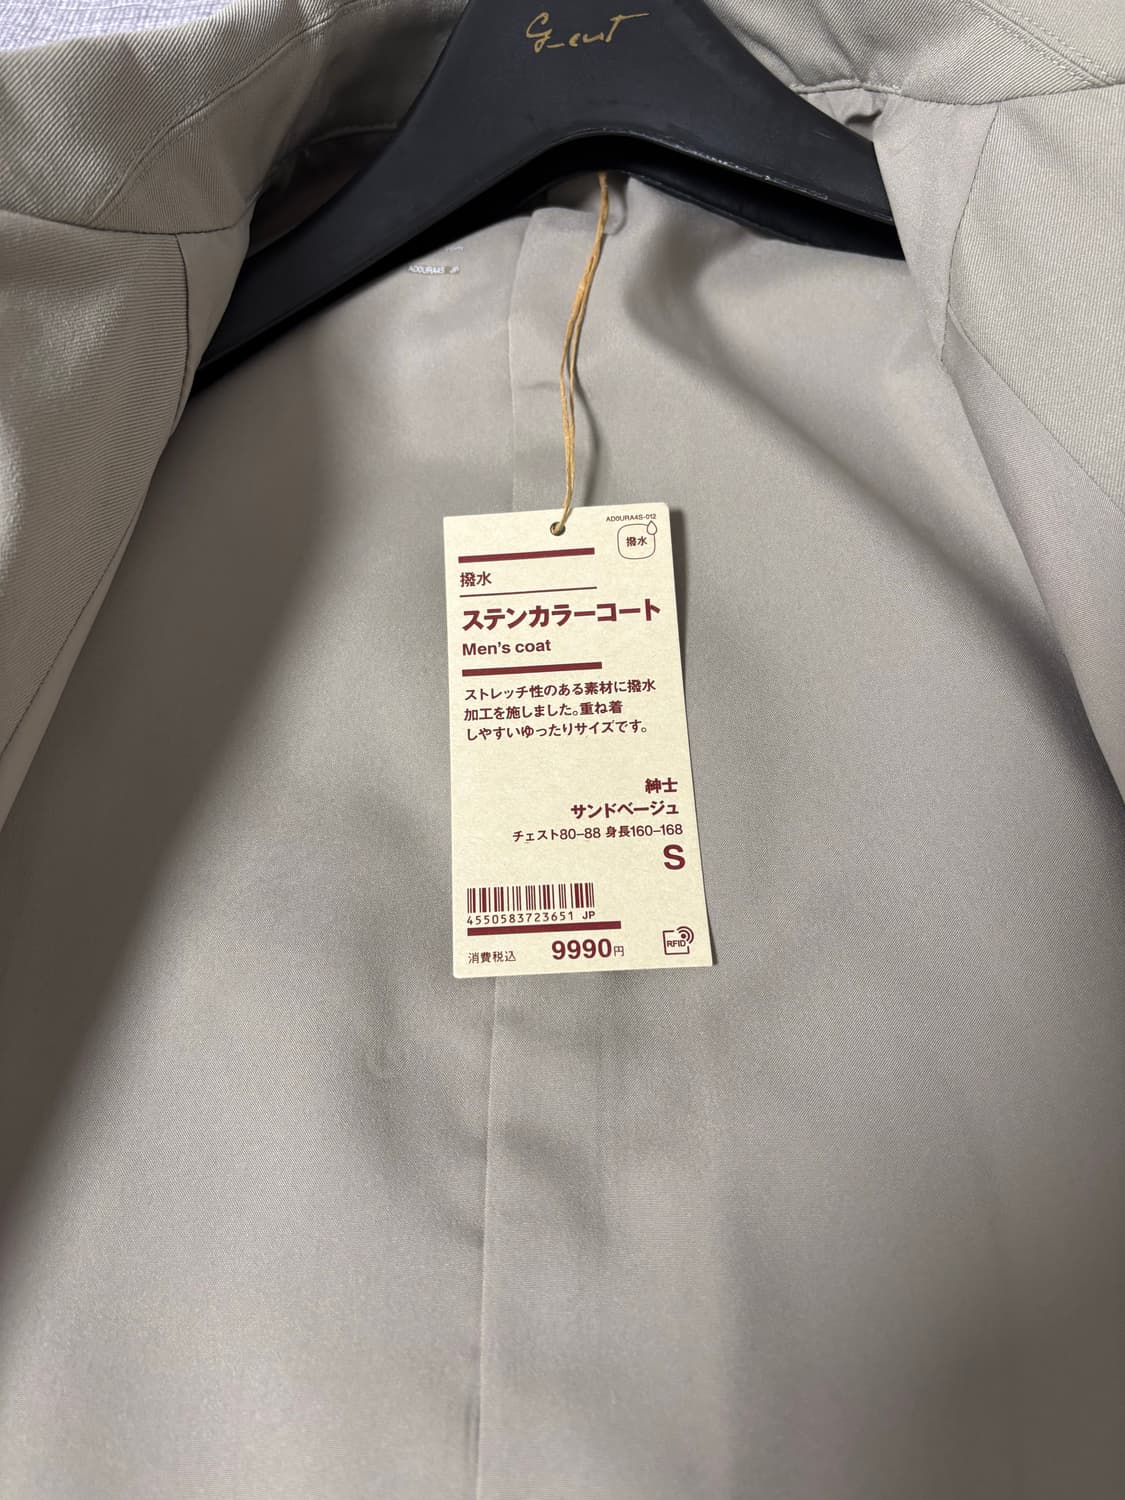 AD0URA4S JP
AD0URA4S-012
撥水
撥水
ステンカラーコート
Men's coat
ストレッチ性のある素材に撥水
加工を施しました。重ね着
しやすいゆったりサイズです。
紳士
サンドベージュ
チェスト80–88 身長160–168
S
4550583723651 JP
消費税込 9990円
RFID